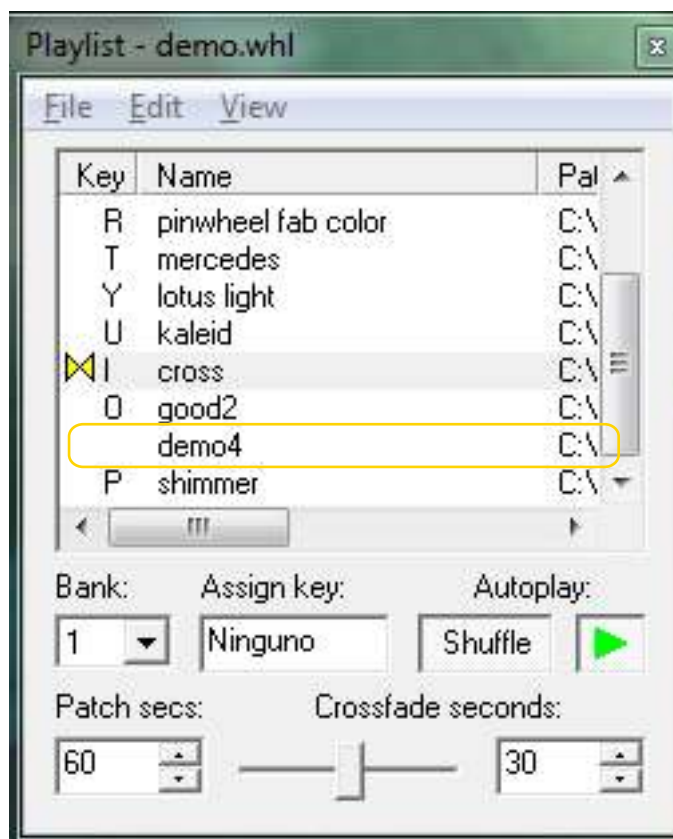 Playlist - demo.whl
File Edit View
Key Name Pat
R pinwheel fab color C:\
T mercedes C:\
Y lotus light C:\
U kaleid C:\
I cross C:\
O good2 C:\
demo4 C:\
P shimmer C:\
Bank: Assign key: Autoplay:
1 Ninguno Shuffle
Patch secs: Crossfade seconds:
60 30